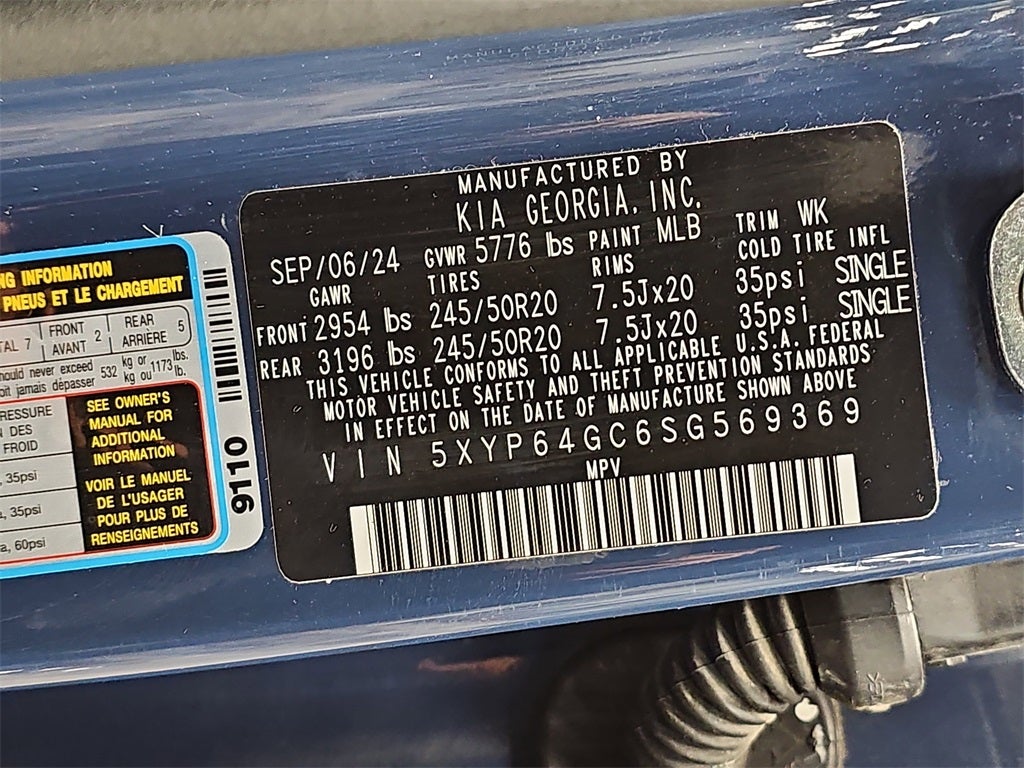 MANUFACTURED BY
KIA GEORGIA, INC.
SEP/06/24 GVWR 5776 lbs PAINT MLB TRIM WK
GAWR TIRES RIMS COLD TIRE INFL
FRONT 2954 lbs 245/50R20 7.5Jx20 35psi SINGLE
REAR 3196 lbs 245/50R20 7.5Jx20 35psi SINGLE
THIS VEHICLE CONFORMS TO ALL APPLICABLE U.S.A. FEDERAL
MOTOR VEHICLE SAFETY AND THEFT PREVENTION STANDARDS
IN EFFECT ON THE DATE OF MANUFACTURE SHOWN ABOVE
VIN 5XYP64GC6SG569369
MPV
NG INFORMATION
PNEUS ET LE CHARGEMENT
TAL 7 FRONT AVANT 2 REAR ARRIÈRE 5
ould never exceed 532 kg or 1173 lbs.
oit jamais dépasser kg ou lb.
RESSURE
N DES
FROID
35psi
, 35psi
a, 60psi
SEE OWNER'S
MANUAL FOR
ADDITIONAL
INFORMATION
VOIR LE MANUEL
DE L'USAGER
POUR PLUS DE
RENSEIGNEMENTS
9110